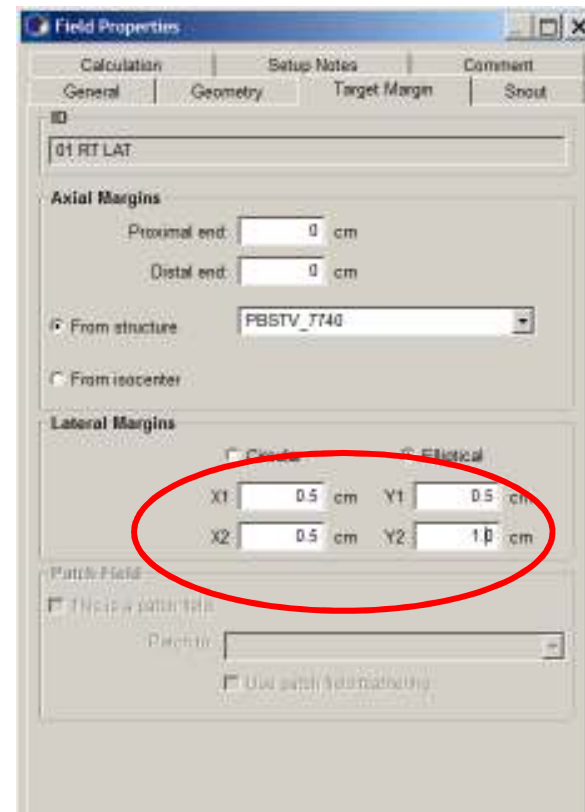 Field Properties
Calculation Setup Notes Comment
General Geometry Target Margin Snout
ID
01 RT LAT
Axial Margins
Proximal end: 0 cm
Distal end: 0 cm
From structure PBSTV_7740
From isocenter
Lateral Margins
Circular Elliptical
X1 0.5 cm Y1 0.5 cm
X2 0.5 cm Y2 1.0 cm
Patch Field
This is a patch field
Patch to:
Use patch field